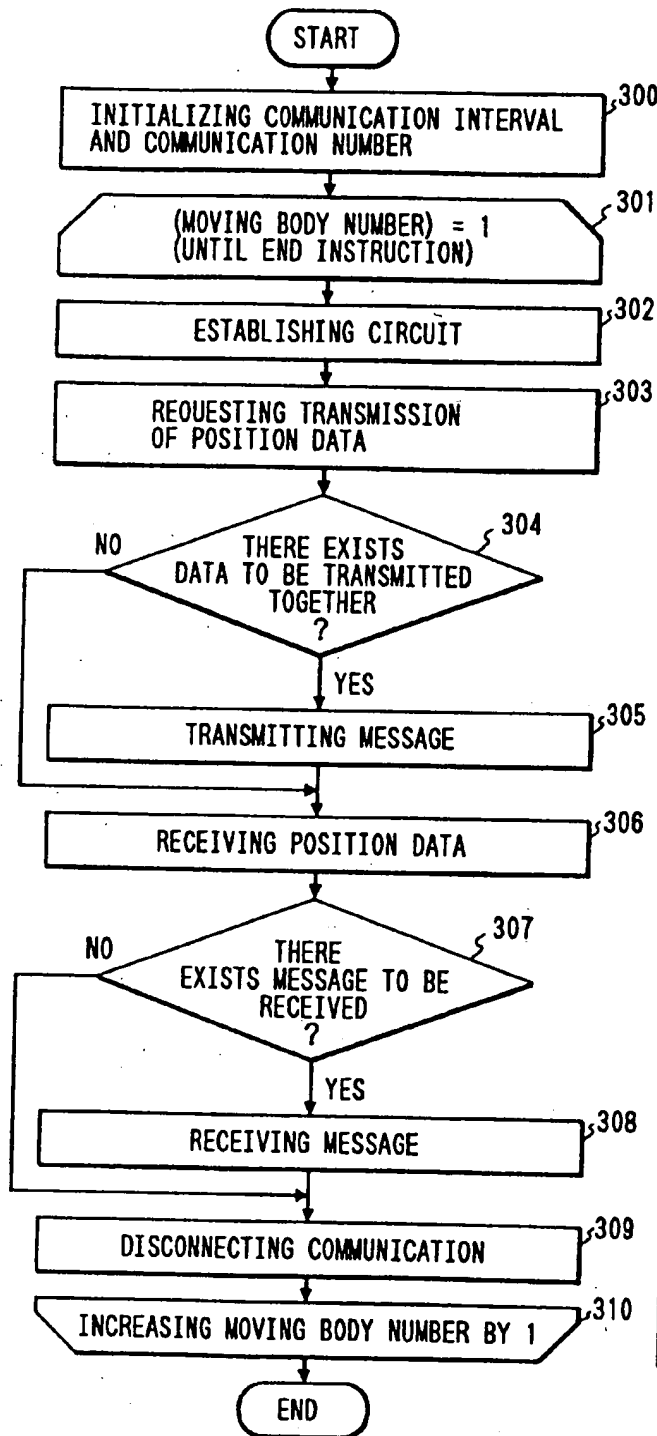 START
300
INITIALIZING COMMUNICATION INTERVAL
AND COMMUNICATION NUMBER
301
(MOVING BODY NUMBER) = 1
(UNTIL END INSTRUCTION)
302
ESTABLISHING CIRCUIT
303
REQUESTING TRANSMISSION
OF POSITION DATA
304
NO
THERE EXISTS
DATA TO BE TRANSMITTED
TOGETHER
?
YES
305
TRANSMITTING MESSAGE
306
RECEIVING POSITION DATA
307
NO
THERE
EXISTS MESSAGE TO BE
RECEIVED
?
YES
308
RECEIVING MESSAGE
309
DISCONNECTING COMMUNICATION
310
INCREASING MOVING BODY NUMBER BY 1
END